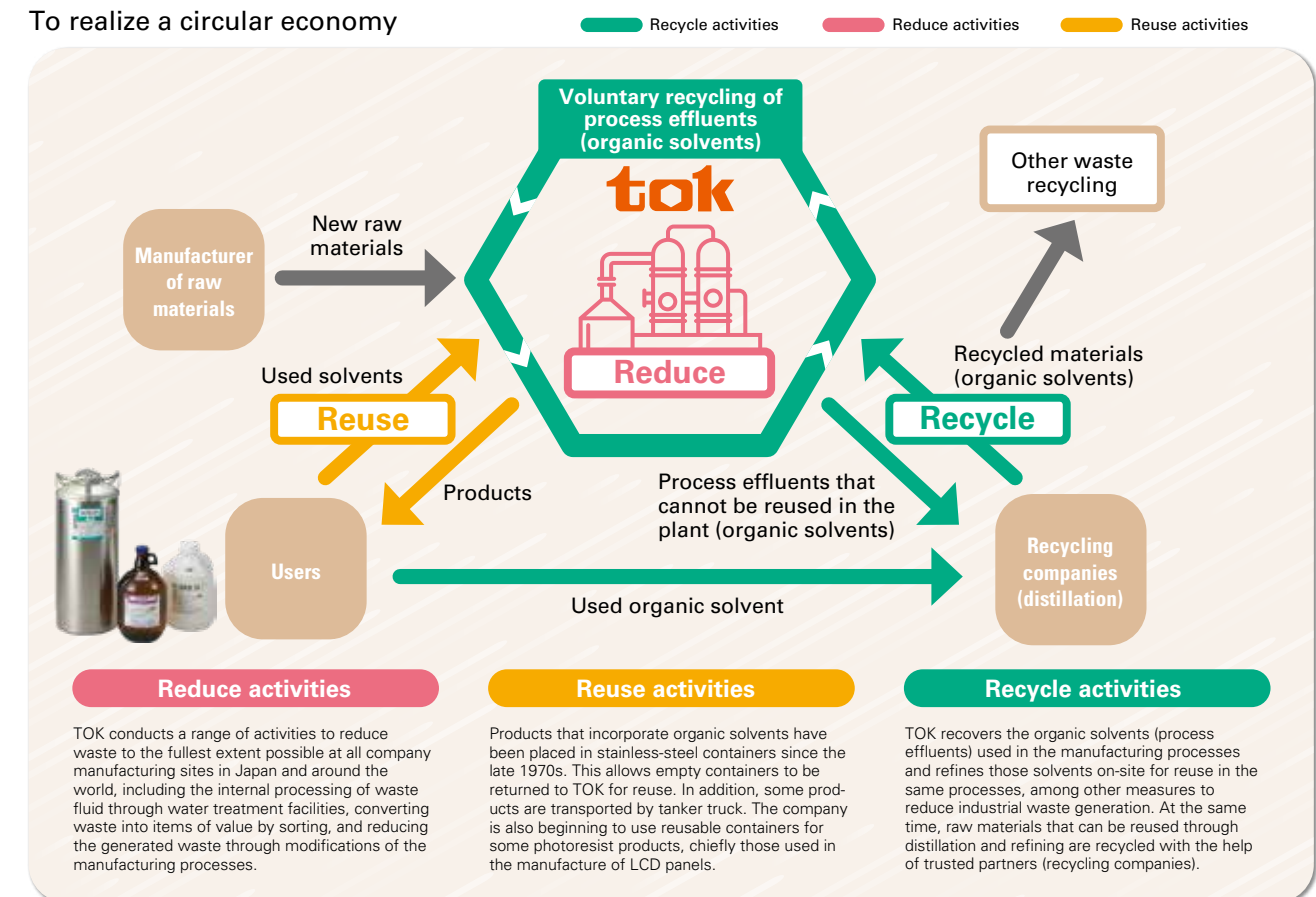 To realize a circular economy
Recycle activities
Reduce activities
Reuse activities
Voluntary recycling of
process effluents
(organic solvents)
tok
Other waste
recycling
New raw
materials
Manufacturer
of raw
materials
Reduce
Recycled materials
(organic solvents)
Used solvents
Reuse
Recycle
Products
Process effluents that
cannot be reused in the
plant (organic solvents)
Users
Recycling
companies
(distillation)
Used organic solvent
Reduce activities
TOK conducts a range of activities to reduce
waste to the fullest extent possible at all company
manufacturing sites in Japan and around the
world, including the internal processing of waste
fluid through water treatment facilities, converting
waste into items of value by sorting, and reducing
the generated waste through modifications of the
manufacturing processes.
Reuse activities
Products that incorporate organic solvents have
been placed in stainless-steel containers since the
late 1970s. This allows empty containers to be
returned to TOK for reuse. In addition, some prod-
ucts are transported by tanker truck. The company
is also beginning to use reusable containers for
some photoresist products, chiefly those used in
the manufacture of LCD panels.
Recycle activities
TOK recovers the organic solvents (process
effluents) used in the manufacturing processes
and refines those solvents on-site for reuse in the
same processes, among other measures to
reduce industrial waste generation. At the same
time, raw materials that can be reused through
distillation and refining are recycled with the help
of trusted partners (recycling companies).